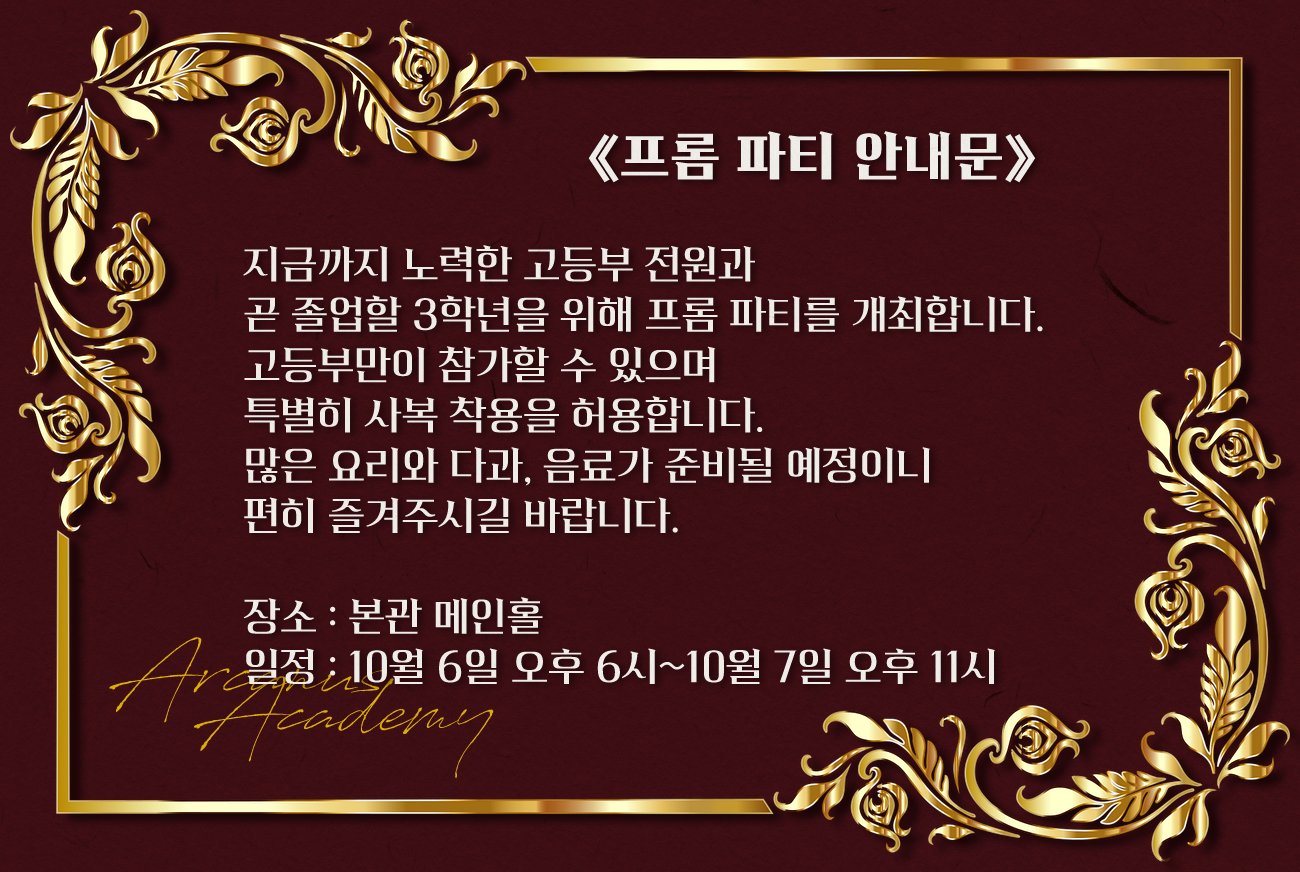 《프롬 파티 안내문》
지금까지 노력한 고등부 전원과
곧 졸업할 3학년을 위해 프롬 파티를 개최합니다.
고등부만이 참가할 수 있으며
특별히 사복 착용을 허용합니다.
많은 요리와 다과, 음료가 준비될 예정이니
편히 즐겨주시길 바랍니다.
장소 : 본관 메인홀
일정 : 10월 6일 오후 6시~10월 7일 오후 11시
Academy